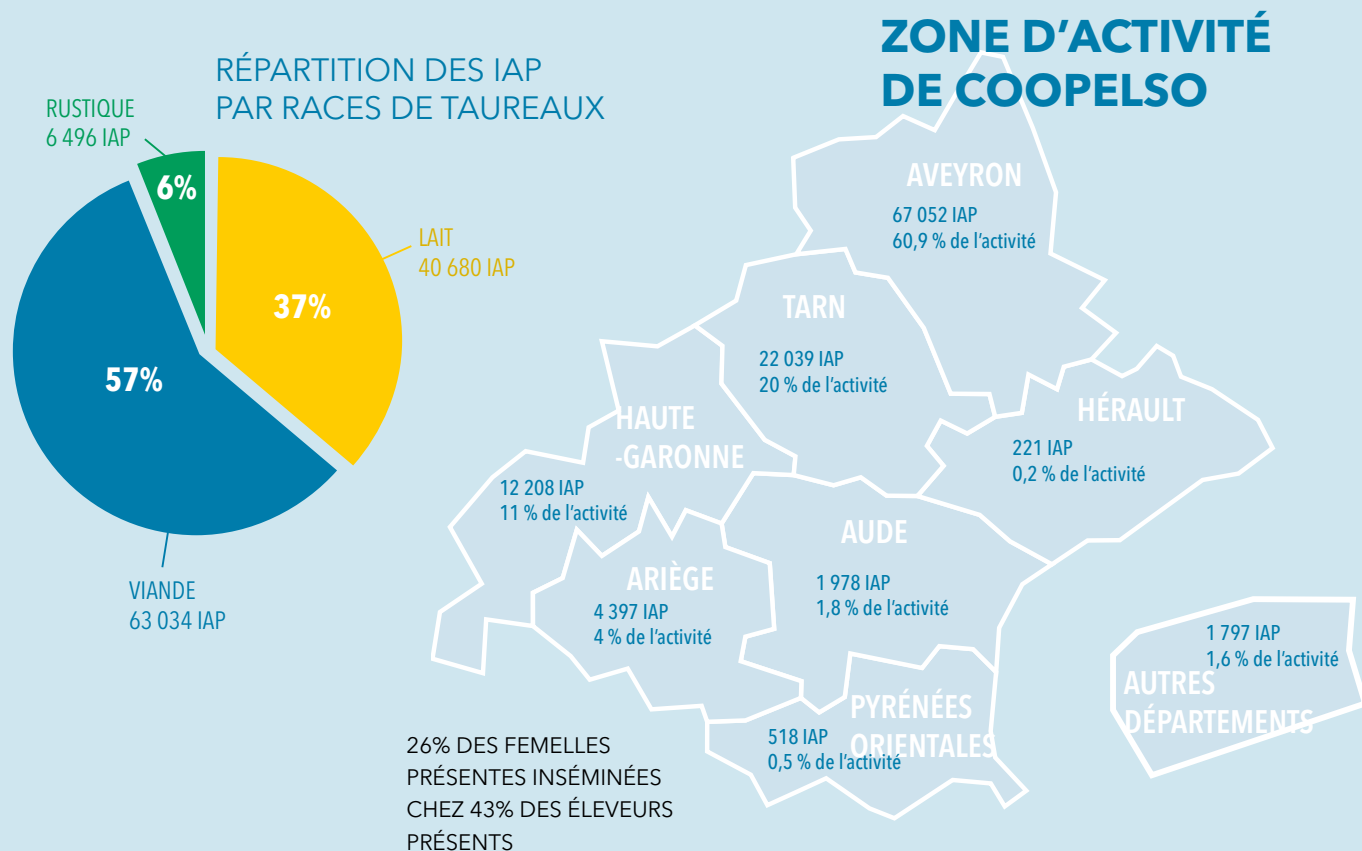 ZONE D'ACTIVITÉ
DE COOPELSO
RÉPARTITION DES IAP
PAR RACES DE TAUREAUX
RUSTIQUE
6 496 IAP
6%
LAIT
40 680 IAP
37%
57%
VIANDE
63 034 IAP
AVEYRON
67 052 IAP
60,9 % de l'activité
TARN
22 039 IAP
20 % de l'activité
HÉRAULT
221 IAP
0,2 % de l'activité
HAUTE
-GARONNE
12 208 IAP
11 % de l'activité
AUDE
1 978 IAP
1,8 % de l'activité
ARIÈGE
4 397 IAP
4 % de l'activité
PYRÉNÉES
ORIENTALES
518 IAP
0,5 % de l'activité
1 797 IAP
1,6 % de l'activité
AUTRES
DÉPARTEMENTS
26% DES FEMELLES
PRÉSENTES INSÉMINÉES
CHEZ 43% DES ÉLEVEURS
PRÉSENTS